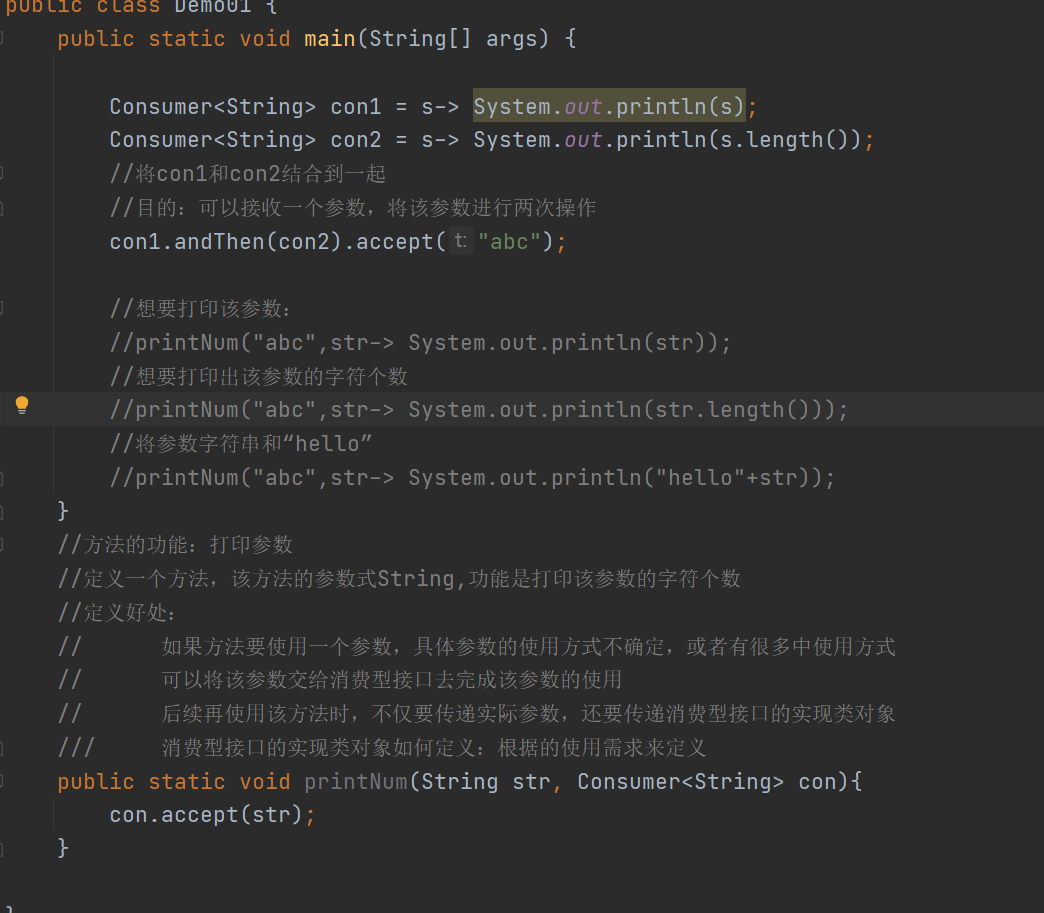 public class Demo01 {
public static void main(String[] args) {
Consumer<String> con1 = s-> System.out.println(s);
Consumer<String> con2 = s-> System.out.println(s.length());
//将con1和con2结合到一起
//目的：可以接收一个参数，将该参数进行两次操作
con1.andThen(con2).accept( t: "abc");
//想要打印该参数：
//printNum("abc",str-> System.out.println(str));
//想要打印出该参数的字符个数
//printNum("abc",str-> System.out.println(str.length()));
//将参数字符串和“hello”
//printNum("abc",str-> System.out.println("hello"+str));
}
//方法的功能：打印参数
//定义一个方法，该方法的参数式String,功能是打印该参数的字符个数
//定义好处：
// 如果方法要使用一个参数，具体参数的使用方式不确定，或者有很多中使用方式
// 可以将该参数交给消费型接口去完成该参数的使用
// 后续再使用该方法时，不仅要传递实际参数，还要传递消费型接口的实现类对象
/// 消费型接口的实现类对象如何定义：根据的使用需求来定义
public static void printNum(String str, Consumer<String> con){
con.accept(str);
}
}